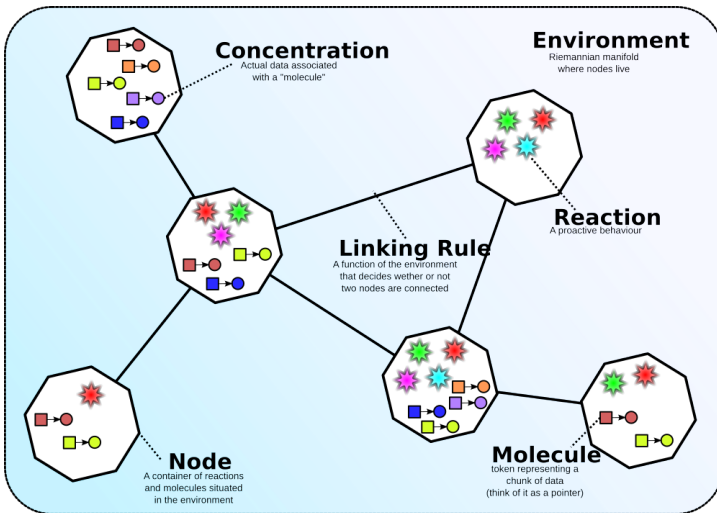 Concentration
Actual data associated
with a "molecule"
Environment
Riemannian manifold
where nodes live
Reaction
A proactive behaviour
Linking Rule
A function of the environment
that decides wether or not
two nodes are connected
Node
A container of reactions
and molecules situated
in the environment
Molecule
token representing a
chunk of data
(think of it as a pointer)